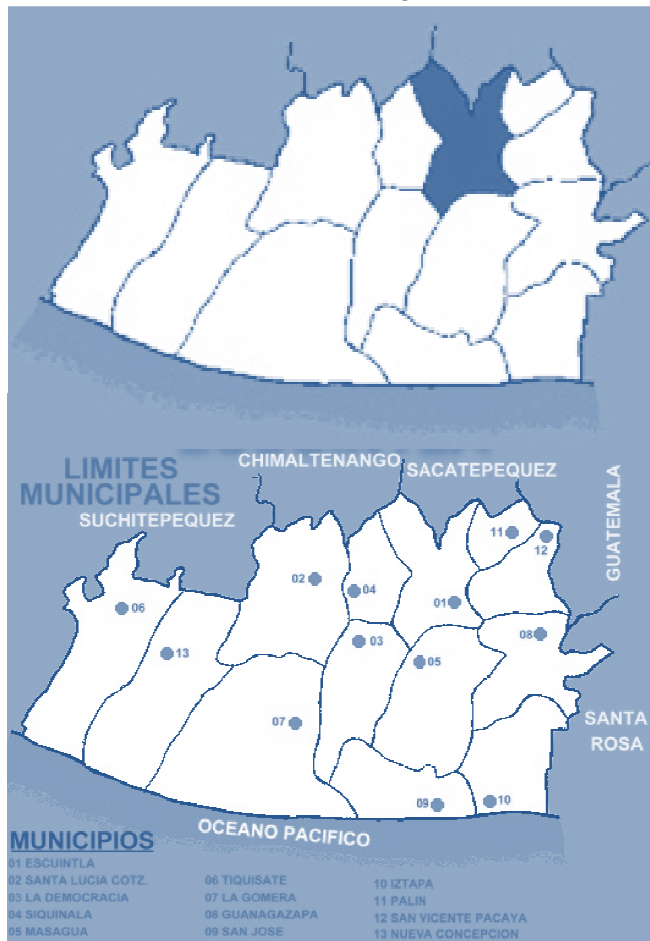 CHIMALTENANGO
SACATEPEQUEZ
LIMITES
MUNICIPALES
SUCHITEPEQUEZ
GUATEMALA
11
12
02
04
01
06
03
08
13
05
07
SANTA
ROSA
09
10
OCEANO PACIFICO
MUNICIPIOS
01 ESCUINTLA
02 SANTA LUCIA COTZ.
03 LA DEMOCRACIA
04 SIQUINALA
05 MASAGUA
06 TIQUISATE
07 LA GOMERA
08 GUANAGAZAPA
09 SAN JOSE
10 IZTAPA
11 PALIN
12 SAN VICENTE PACAYA
13 NUEVA CONCEPCION